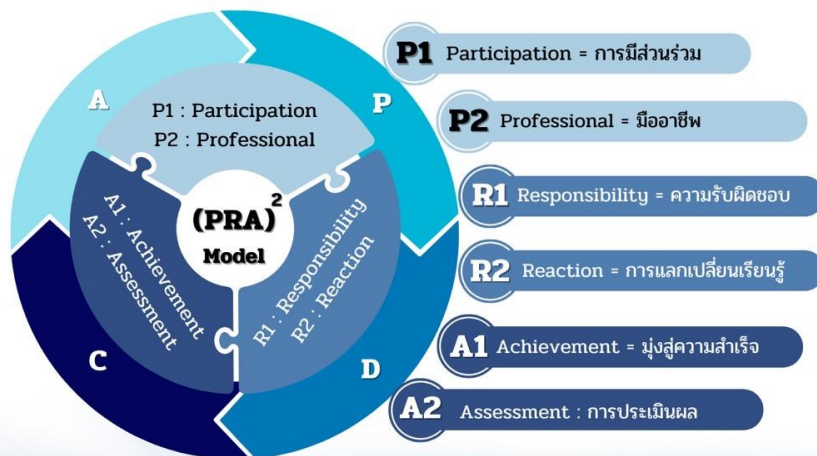 A
P
D
C
P1 : Participation
P2 : Professional
R1 : Responsibility
R2 : Reaction
A1 : Achievement
A2 : Assessment
(PRA)²
Model
P1 Participation = การมีส่วนร่วม
P2 Professional = มืออาชีพ
R1 Responsibility = ความรับผิดชอบ
R2 Reaction = การแลกเปลี่ยนเรียนรู้
A1 Achievement = มุ่งสู่ความสำเร็จ
A2 Assessment : การประเมินผล